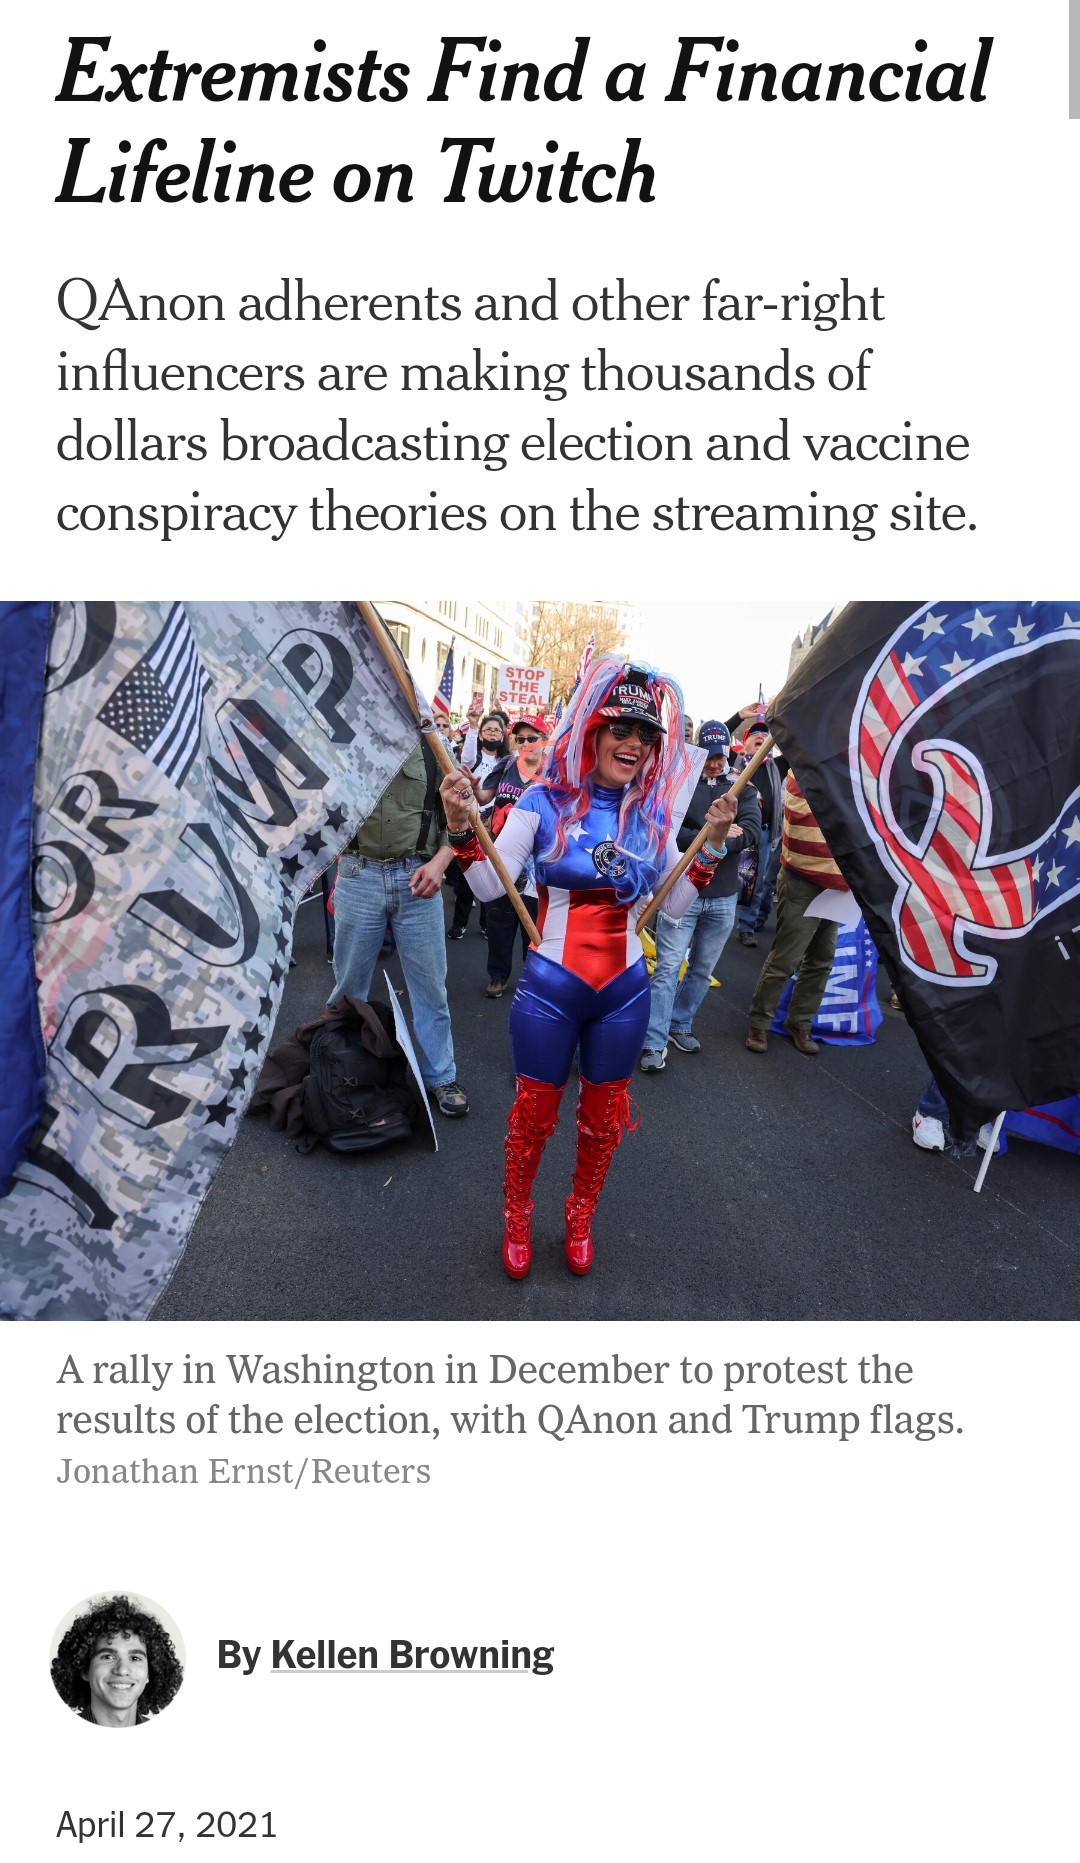 Extremists Find a Financial
Lifeline on Twitch
QAnon adherents and other far-right
influencers are making thousands of
dollars broadcasting election and vaccine
conspiracy theories on the streaming site.
OR
TRUMP
STOP
THE
STEAL
TRUMP
TRUMP
Q
UMP
A rally in Washington in December to protest the
results of the election, with QAnon and Trump flags.
Jonathan Ernst/Reuters
By Kellen Browning
April 27, 2021